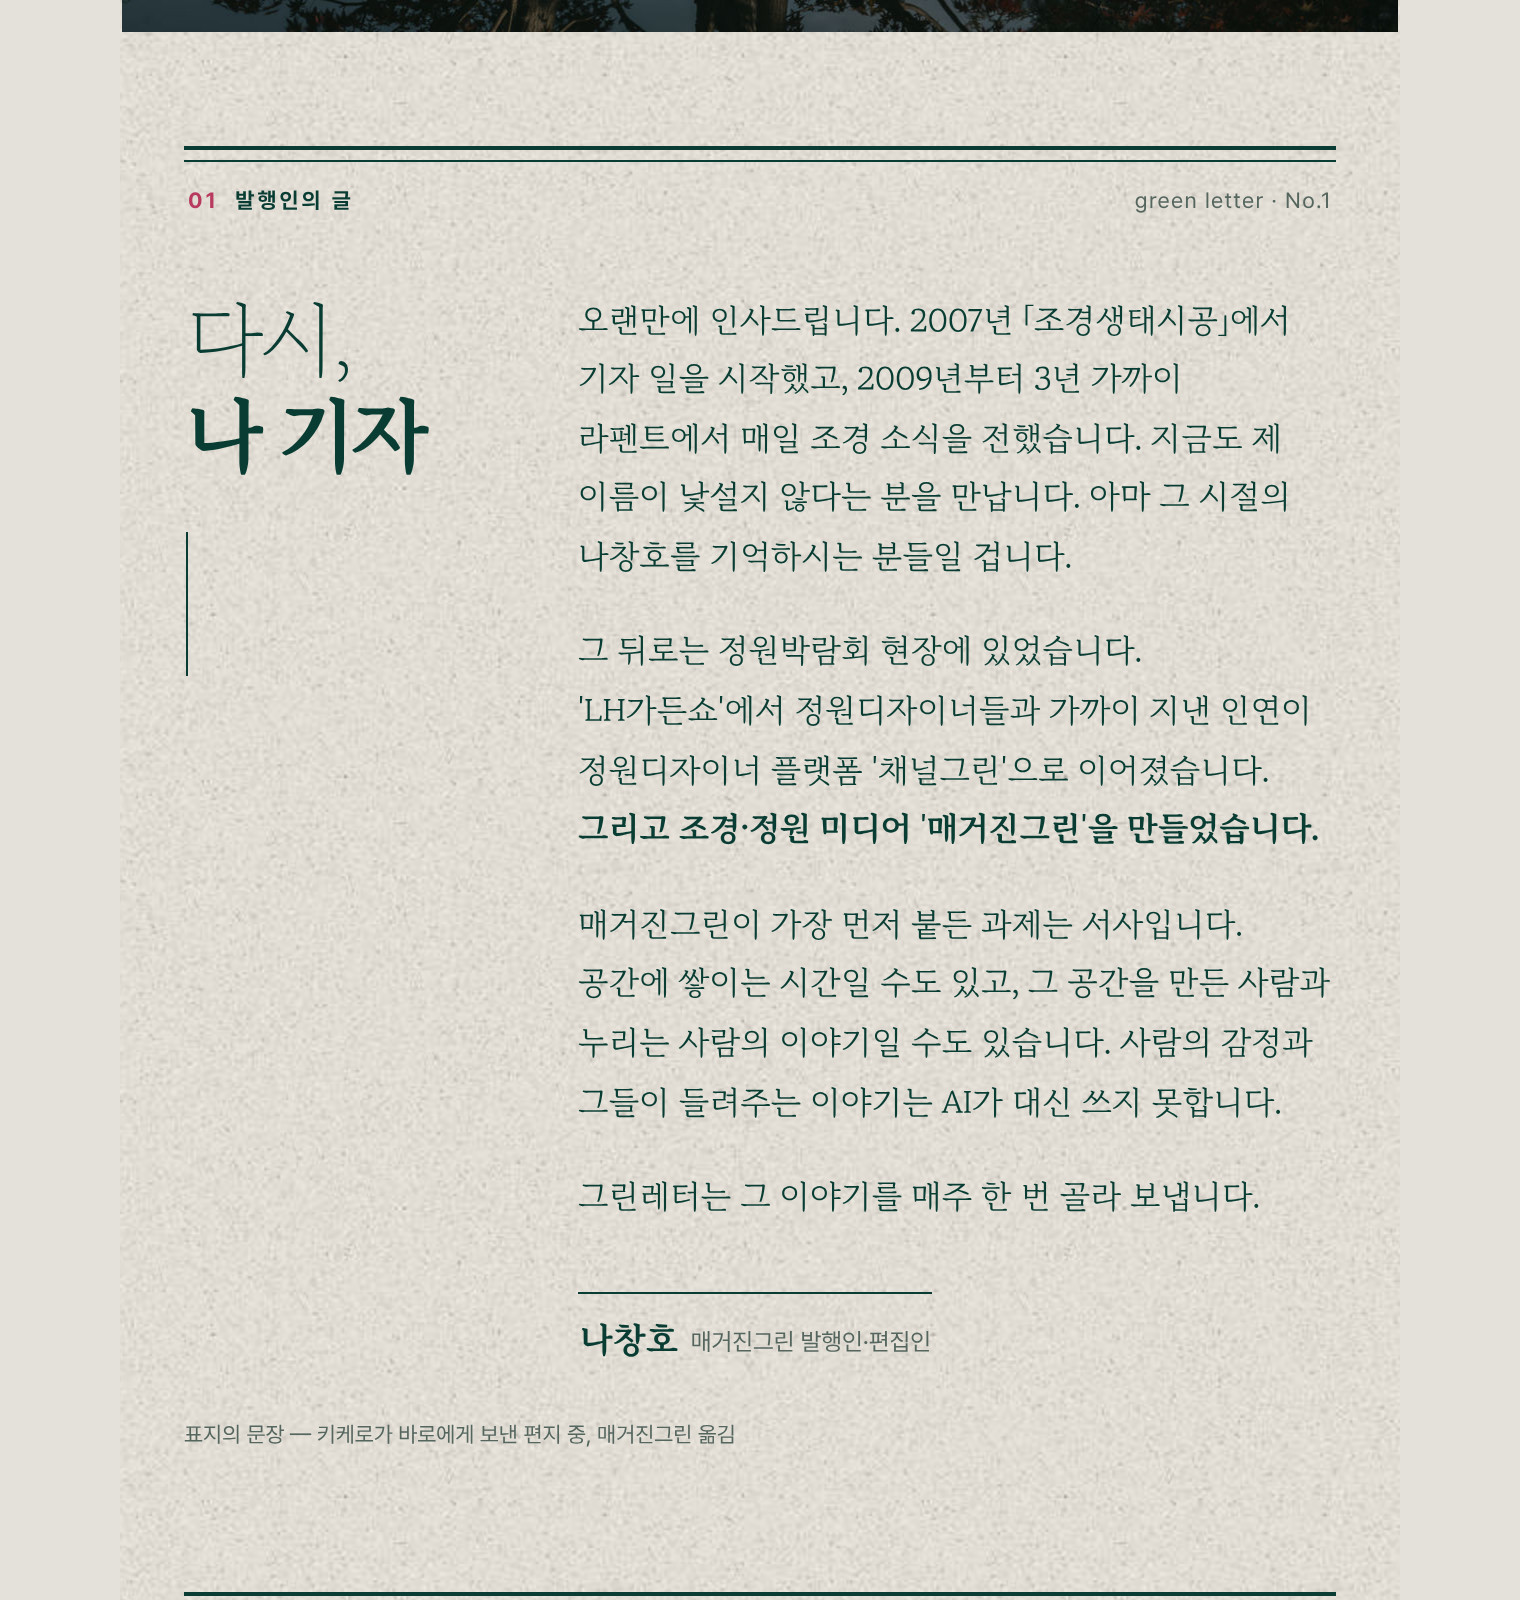 01 발행인의 글
green letter · No.1
다시,
나 기자
오랜만에 인사드립니다. 2007년 ｢조경생태시공｣에서
기자 일을 시작했고, 2009년부터 3년 가까이
라펜트에서 매일 조경 소식을 전했습니다. 지금도 제
이름이 낯설지 않다는 분을 만납니다. 아마 그 시절의
나창호를 기억하시는 분들일 겁니다.
그 뒤로는 정원박람회 현장에 있었습니다.
'LH가든쇼'에서 정원디자이너들과 가까이 지낸 인연이
정원디자이너 플랫폼 '채널그린'으로 이어졌습니다.
그리고 조경·정원 미디어 '매거진그린'을 만들었습니다.
매거진그린이 가장 먼저 붙든 과제는 서사입니다.
공간에 쌓이는 시간일 수도 있고, 그 공간을 만든 사람과
누리는 사람의 이야기일 수도 있습니다. 사람의 감정과
그들이 들려주는 이야기는 AI가 대신 쓰지 못합니다.
그린레터는 그 이야기를 매주 한 번 골라 보냅니다.
나창호 매거진그린 발행인·편집인
표지의 문장 — 키케로가 바로에게 보낸 편지 중, 매거진그린 옮김